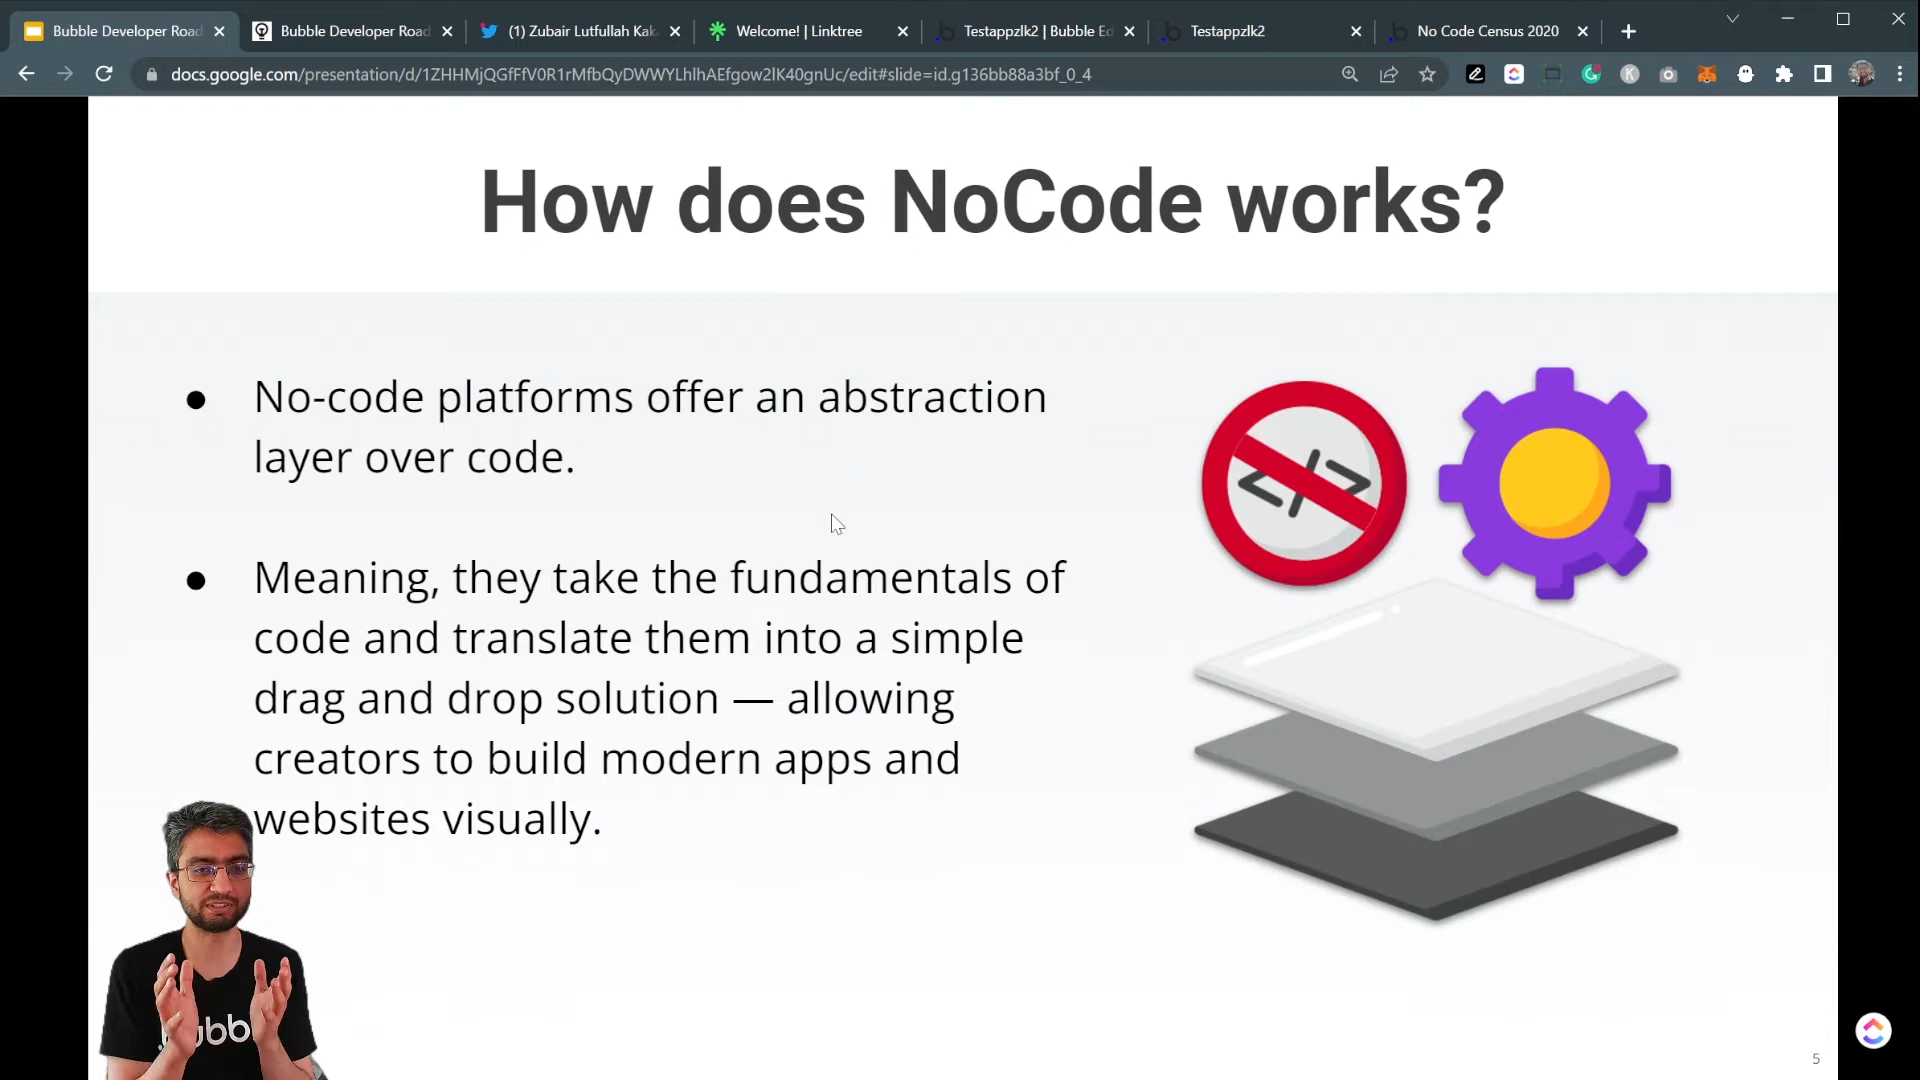 Bubble Developer Road
Bubble Developer Road
(1) Zubair Lutfullah Kak
Welcome! | Linktree
Testappzlk2 | Bubble Ed
Testappzlk2
No Code Census 2020
docs.google.com/presentation/d/1ZHHMjQGfFfV0R1rMfbQyDWWYLhlhAEfgow2lK40gnUc/edit#slide=id.g136bb88a3bf_0_4
How does NoCode works?
● No-code platforms offer an abstraction
layer over code.
● Meaning, they take the fundamentals of
code and translate them into a simple
drag and drop solution — allowing
creators to build modern apps and
websites visually.
</>
.bubb
5